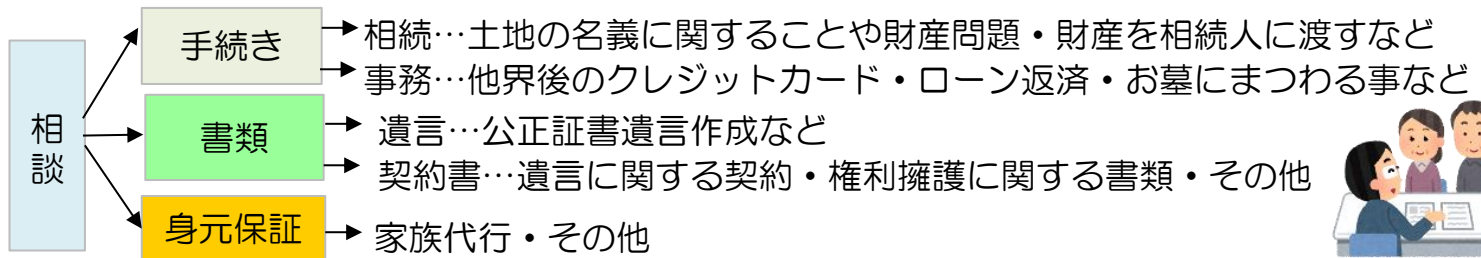 相談
手続き
相続…土地の名義に関することや財産問題・財産を相続人に渡すなど
事務…他界後のクレジットカード・ローン返済・お墓にまつわる事など
書類
遺言…公正証書遺言作成など
契約書…遺言に関する契約・権利擁護に関する書類・その他
身元保証
家族代行・その他